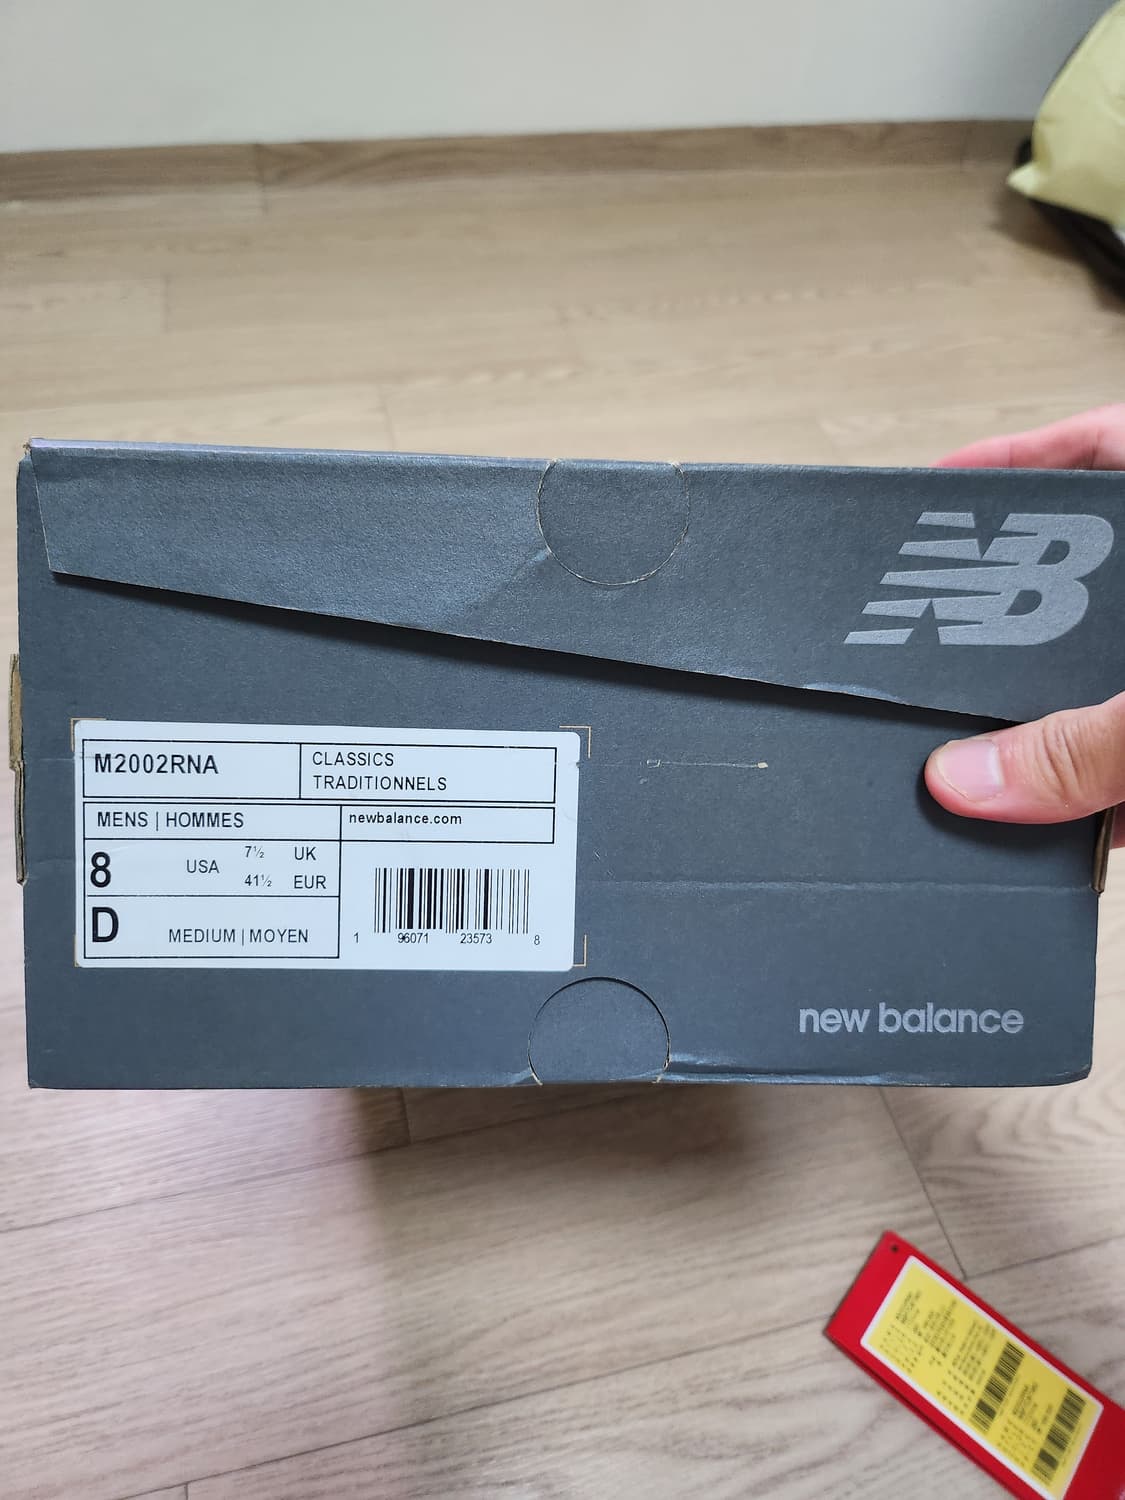 NB
M2002RNA
CLASSICS
TRADITIONNELS
MENS | HOMMES
newbalance.com
8 USA 7½ UK
41½ EUR
D MEDIUM | MOYEN
1 96071 23573 8
new balance